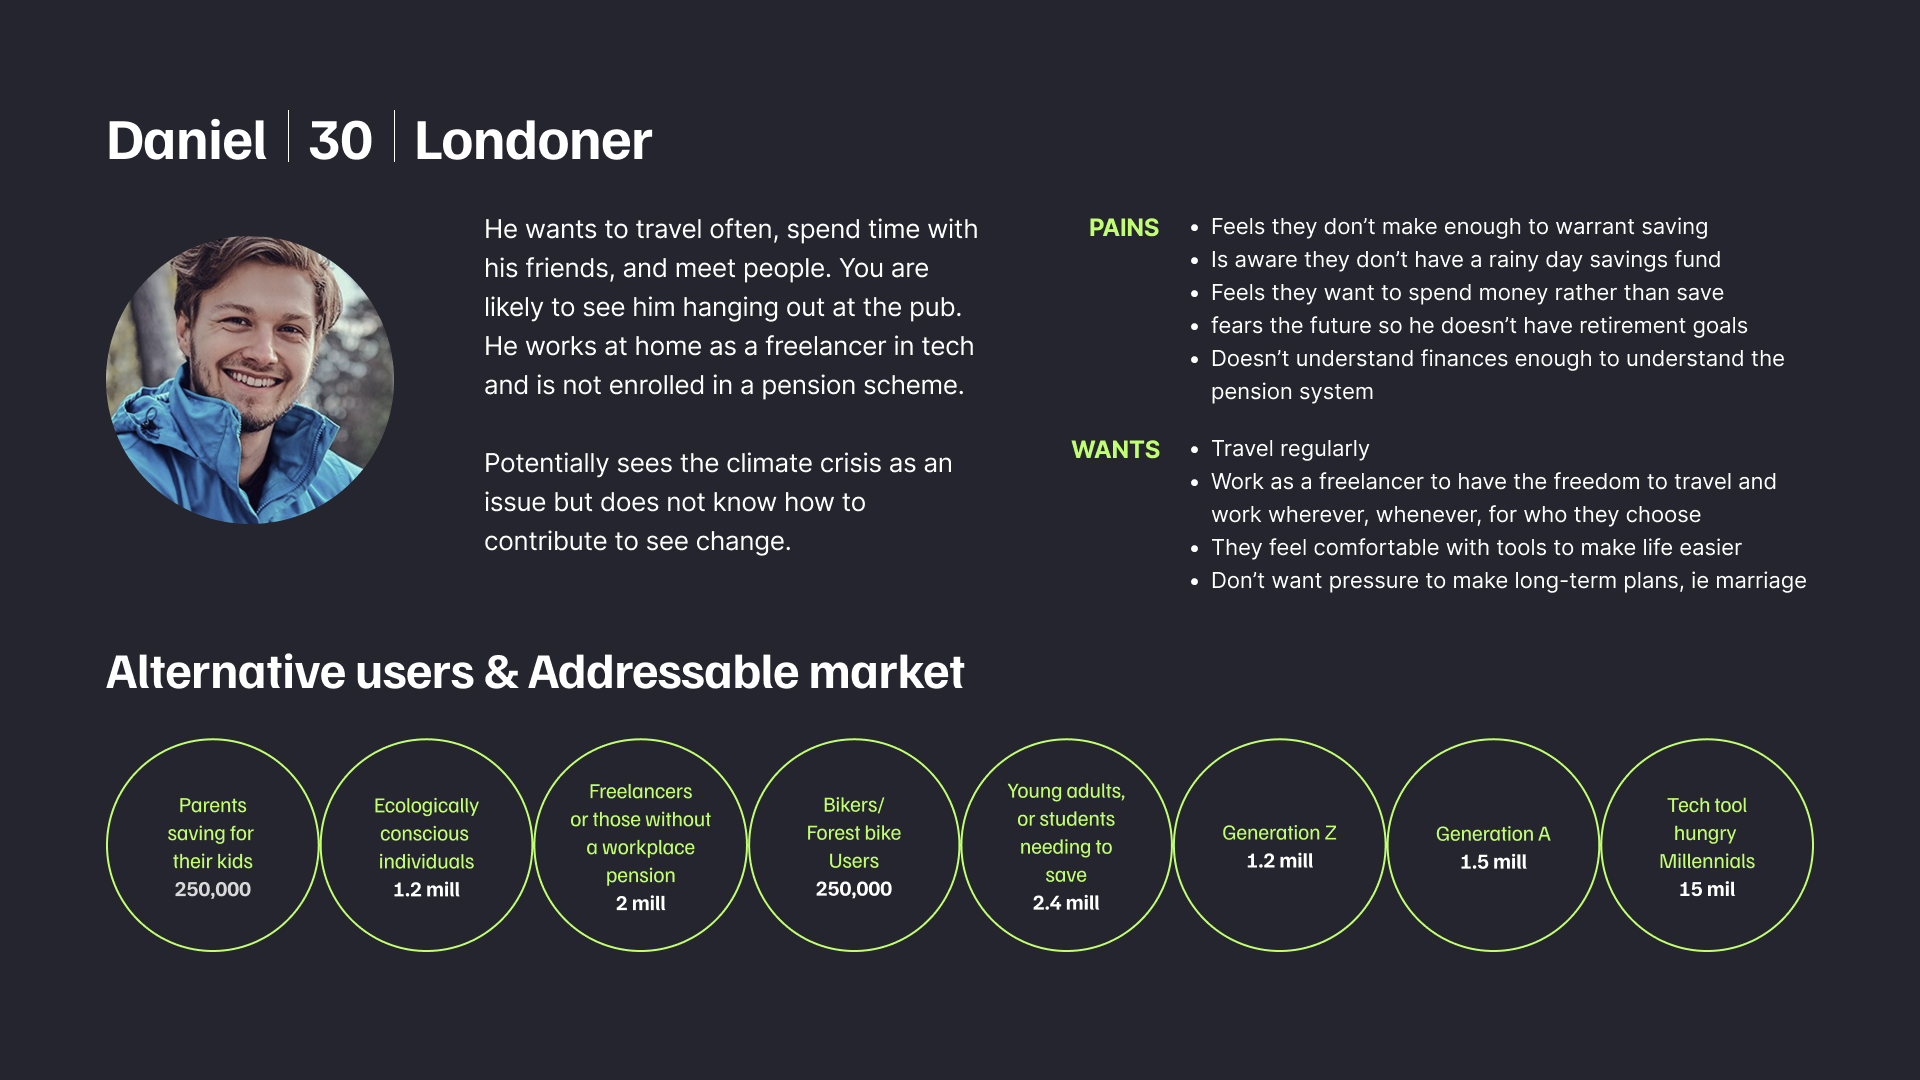 Daniel | 30 | Londoner
He wants to travel often, spend time with
his friends, and meet people. You are
likely to see him hanging out at the pub.
He works at home as a freelancer in tech
and is not enrolled in a pension scheme.
Potentially sees the climate crisis as an
issue but does not know how to
contribute to see change.
PAINS
• Feels they don’t make enough to warrant saving
• Is aware they don’t have a rainy day savings fund
• Feels they want to spend money rather than save
• fears the future so he doesn’t have retirement goals
• Doesn’t understand finances enough to understand the
pension system
WANTS
• Travel regularly
• Work as a freelancer to have the freedom to travel and
work wherever, whenever, for who they choose
• They feel comfortable with tools to make life easier
• Don’t want pressure to make long-term plans, ie marriage
Alternative users & Addressable market
Parents
saving for
their kids
250,000
Ecologically
conscious
individuals
1.2 mill
Freelancers
or those without
a workplace
pension
2 mill
Bikers/
Forest bike
Users
250,000
Young adults,
or students
needing to
save
2.4 mill
Generation Z
1.2 mill
Generation A
1.5 mill
Tech tool
hungry
Millennials
15 mil